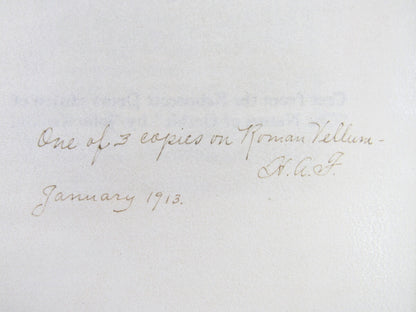 One of 3 copies on Roman Vellum -
H. A. F.
January 1913.